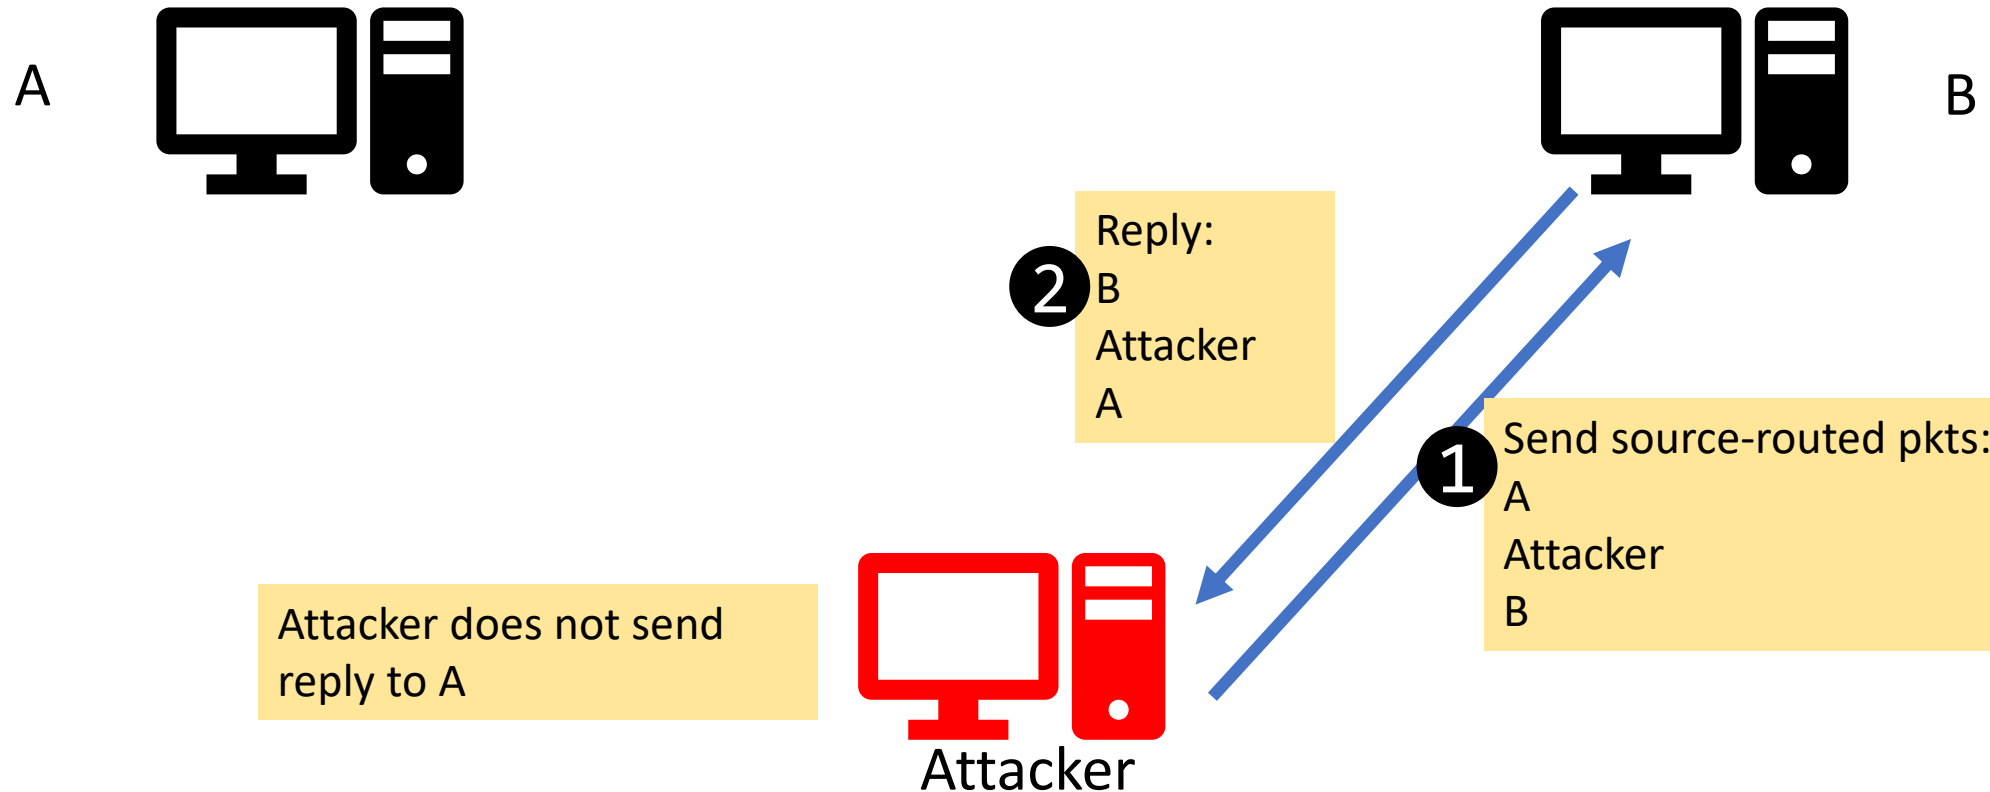 A
B
2
Reply:
B
Attacker
A
1
Send source-routed pkts:
A
Attacker
B
Attacker does not send
reply to A
Attacker